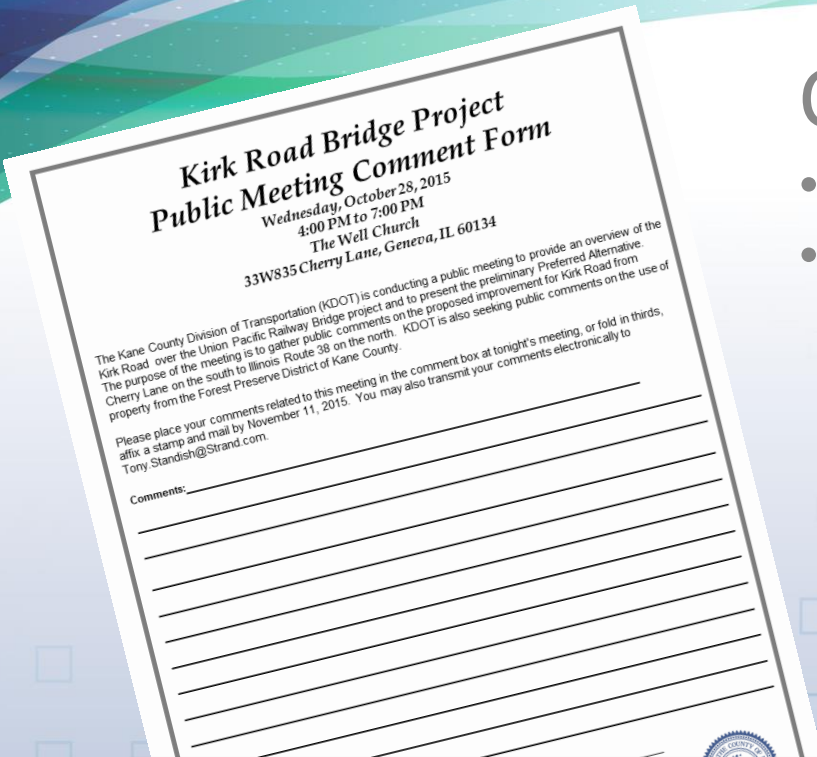 Kirk Road Bridge Project
Public Meeting Comment Form
Wednesday, October 28, 2015
4:00 PM to 7:00 PM
The Well Church
33W835 Cherry Lane, Geneva, IL 60134
The Kane County Division of Transportation (KDOT) is conducting a public meeting to provide an overview of the
Kirk Road over the Union Pacific Railway Bridge project and to present the preliminary Preferred Alternative.
The purpose of the meeting is to gather public comments on the proposed improvement for Kirk Road from
Cherry Lane on the south to Illinois Route 38 on the north. KDOT is also seeking public comments on the use of
property from the Forest Preserve District of Kane County.
Please place your comments related to this meeting in the comment box at tonight's meeting, or fold in thirds,
affix a stamp and mail by November 11, 2015. You may also transmit your comments electronically to
Tony.Standish@Strand.com.
Comments:
THE COUNTY OF